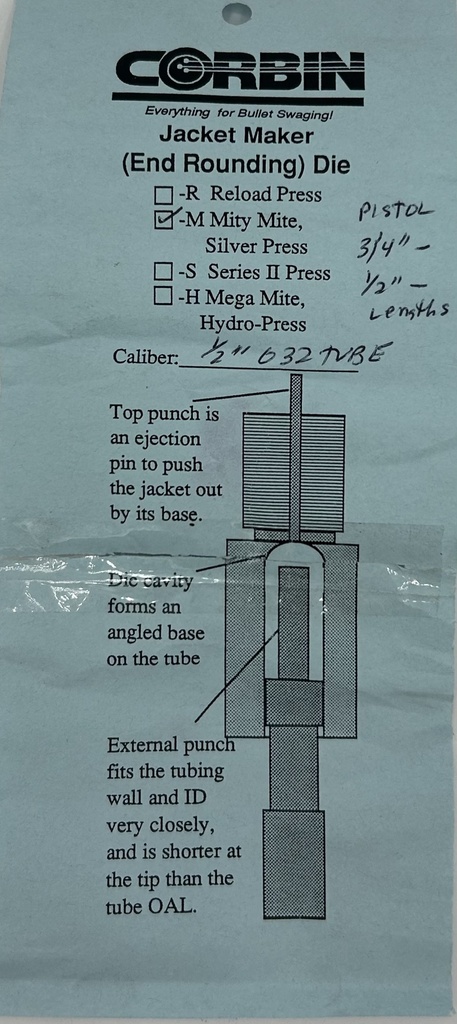 CORBIN
Everything for Bullet Swaging!
Jacket Maker
(End Rounding) Die
-R Reload Press
-M Mity Mite,
Silver Press
-S Series II Press
-H Mega Mite,
Hydro-Press
PISTOL
3/4" –
1/2" –
Lengths
Caliber: 1/2" 032 TUBE
Top punch is
an ejection
pin to push
the jacket out
by its base.
Die cavity
forms an
angled base
on the tube
External punch
fits the tubing
wall and ID
very closely,
and is shorter at
the tip than the
tube OAL.